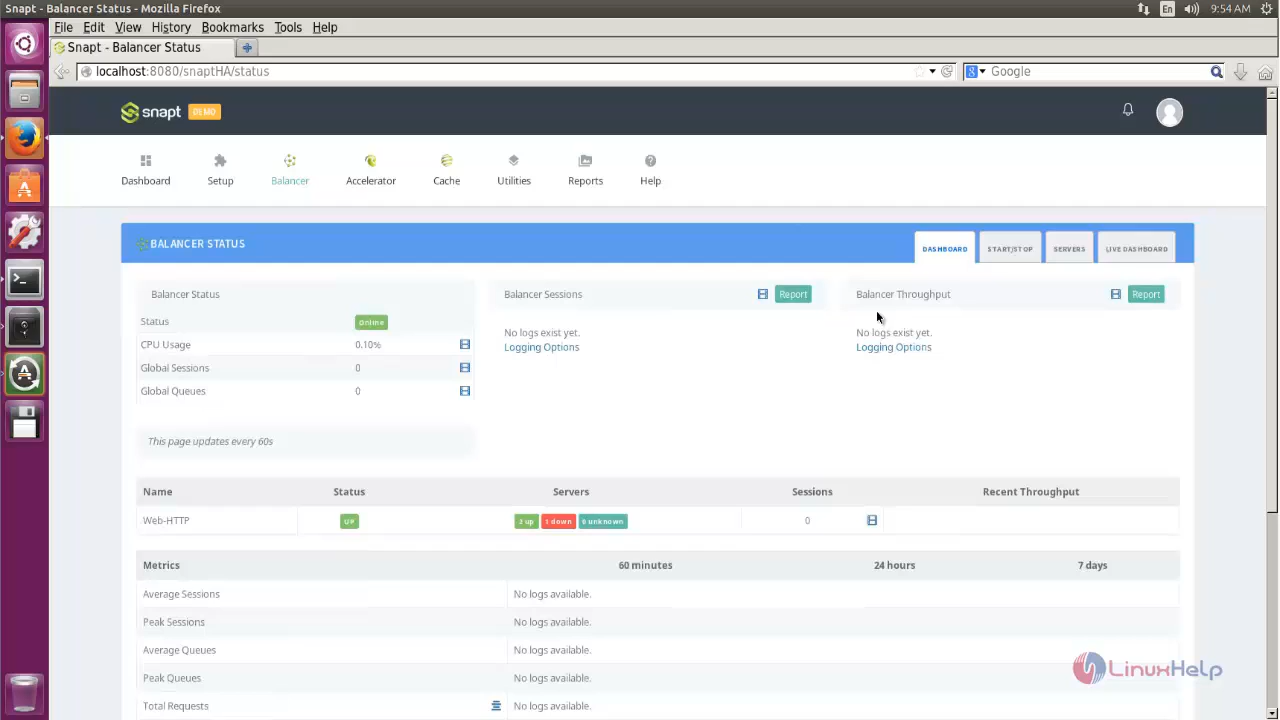 Snapt - Balancer Status - Mozilla Firefox
En
9:54 AM
File Edit View History Bookmarks Tools Help
Snapt - Balancer Status
localhost:8080/snaptHA/status
Google
snapt DEMO
Dashboard Setup Balancer Accelerator Cache Utilities Reports Help
BALANCER STATUS
DASHBOARD START/STOP SERVERS LIVE DASHBOARD
Balancer Status
Balancer Sessions Report
Balancer Throughput Report
Status Online
CPU Usage 0.10%
Global Sessions 0
Global Queues 0
No logs exist yet.
Logging Options
No logs exist yet.
Logging Options
This page updates every 60s
Name Status Servers Sessions Recent Throughput
Web-HTTP UP 3 up 1 down 0 unknown 0
Metrics 60 minutes 24 hours 7 days
Average Sessions No logs available.
Peak Sessions No logs available.
Average Queues No logs available.
Peak Queues No logs available.
Total Requests No logs available.
LinuxHelp